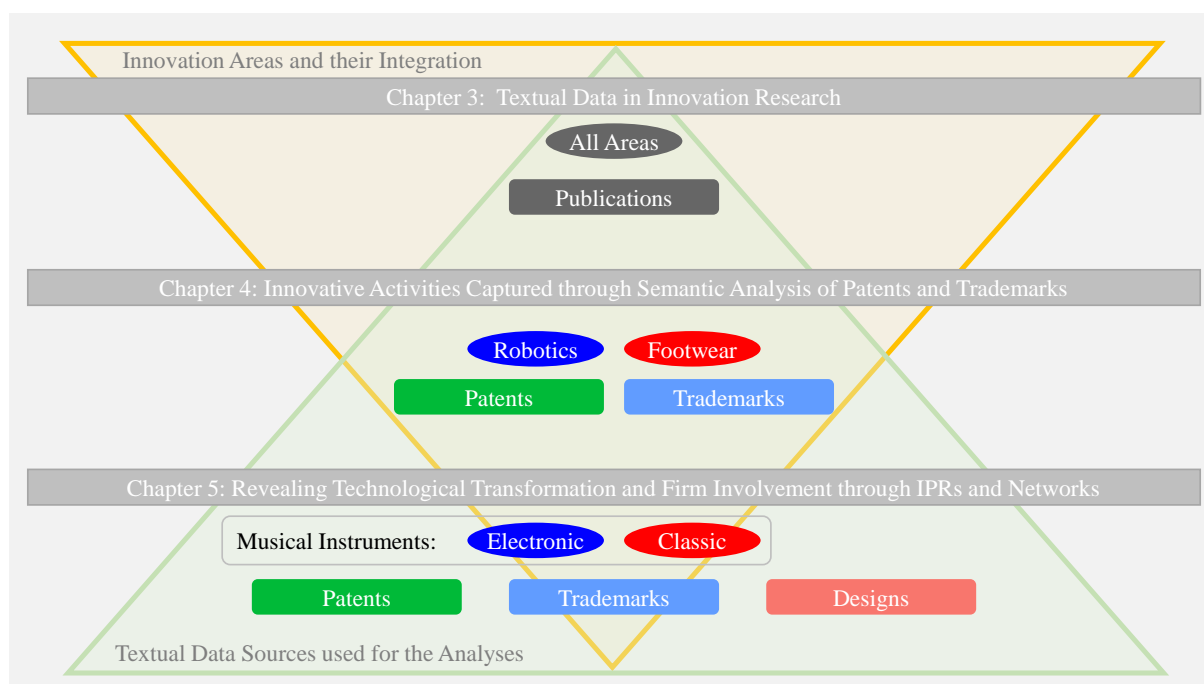 Innovation Areas and their Integration
Chapter 3: Textual Data in Innovation Research
All Areas
Publications
Chapter 4: Innovative Activities Captured through Semantic Analysis of Patents and Trademarks
Robotics Footwear
Patents Trademarks
Chapter 5: Revealing Technological Transformation and Firm Involvement through IPRs and Networks
Musical Instruments: Electronic Classic
Patents Trademarks Designs
Textual Data Sources used for the Analyses